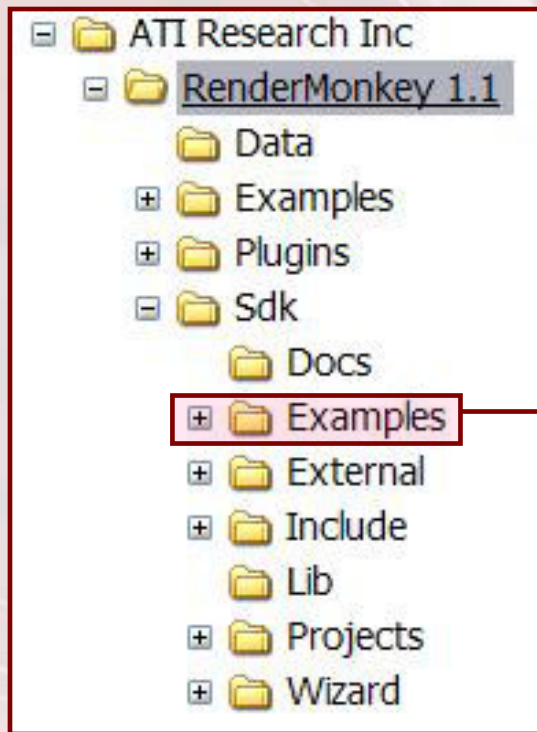 ATI Research Inc
RenderMonkey 1.1
Data
Examples
Plugins
Sdk
Docs
Examples
External
Include
Lib
Projects
Wizard